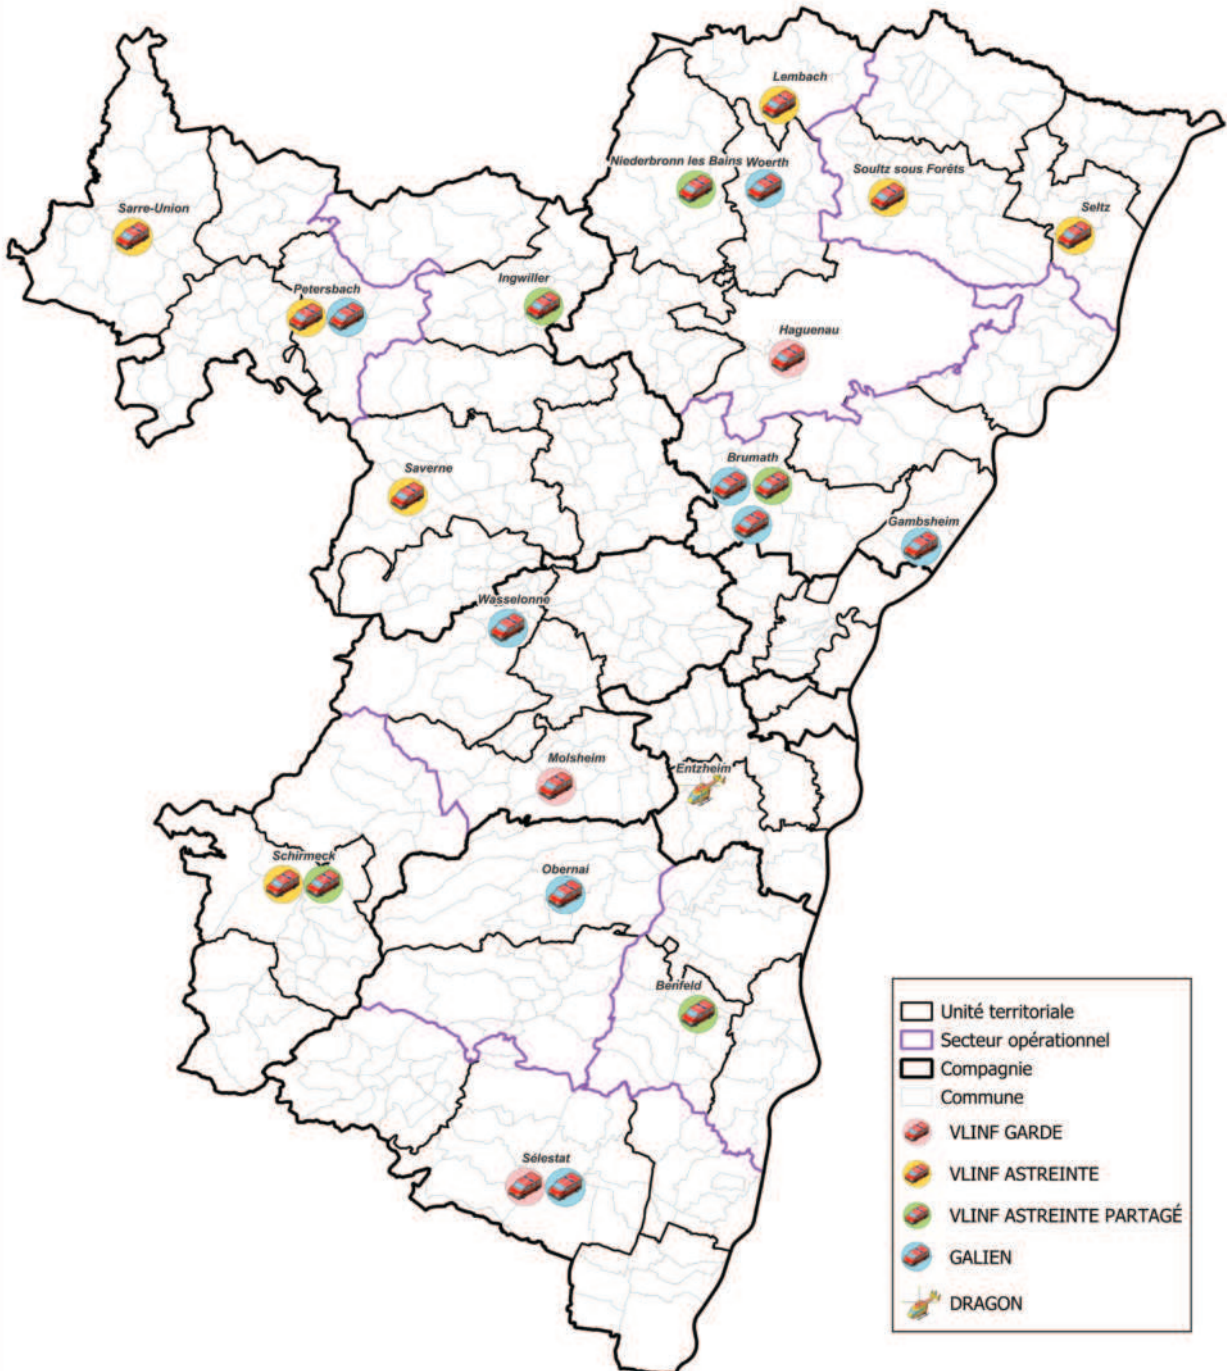 Lembach
Niederbronn les Bains
Woerth
Soultz sous Forêts
Sarre-Union
Seltz
Ingwiller
Petersbach
Haguenau
Brumath
Saverne
Gambsheim
Wasselonne
Molsheim
Entzheim
Schirmeck
Obernai
Benfeld
Sélestat
Unité territoriale
Secteur opérationnel
Compagnie
Commune
VLINF GARDE
VLINF ASTREINTE
VLINF ASTREINTE PARTAGÉ
GALIEN
DRAGON